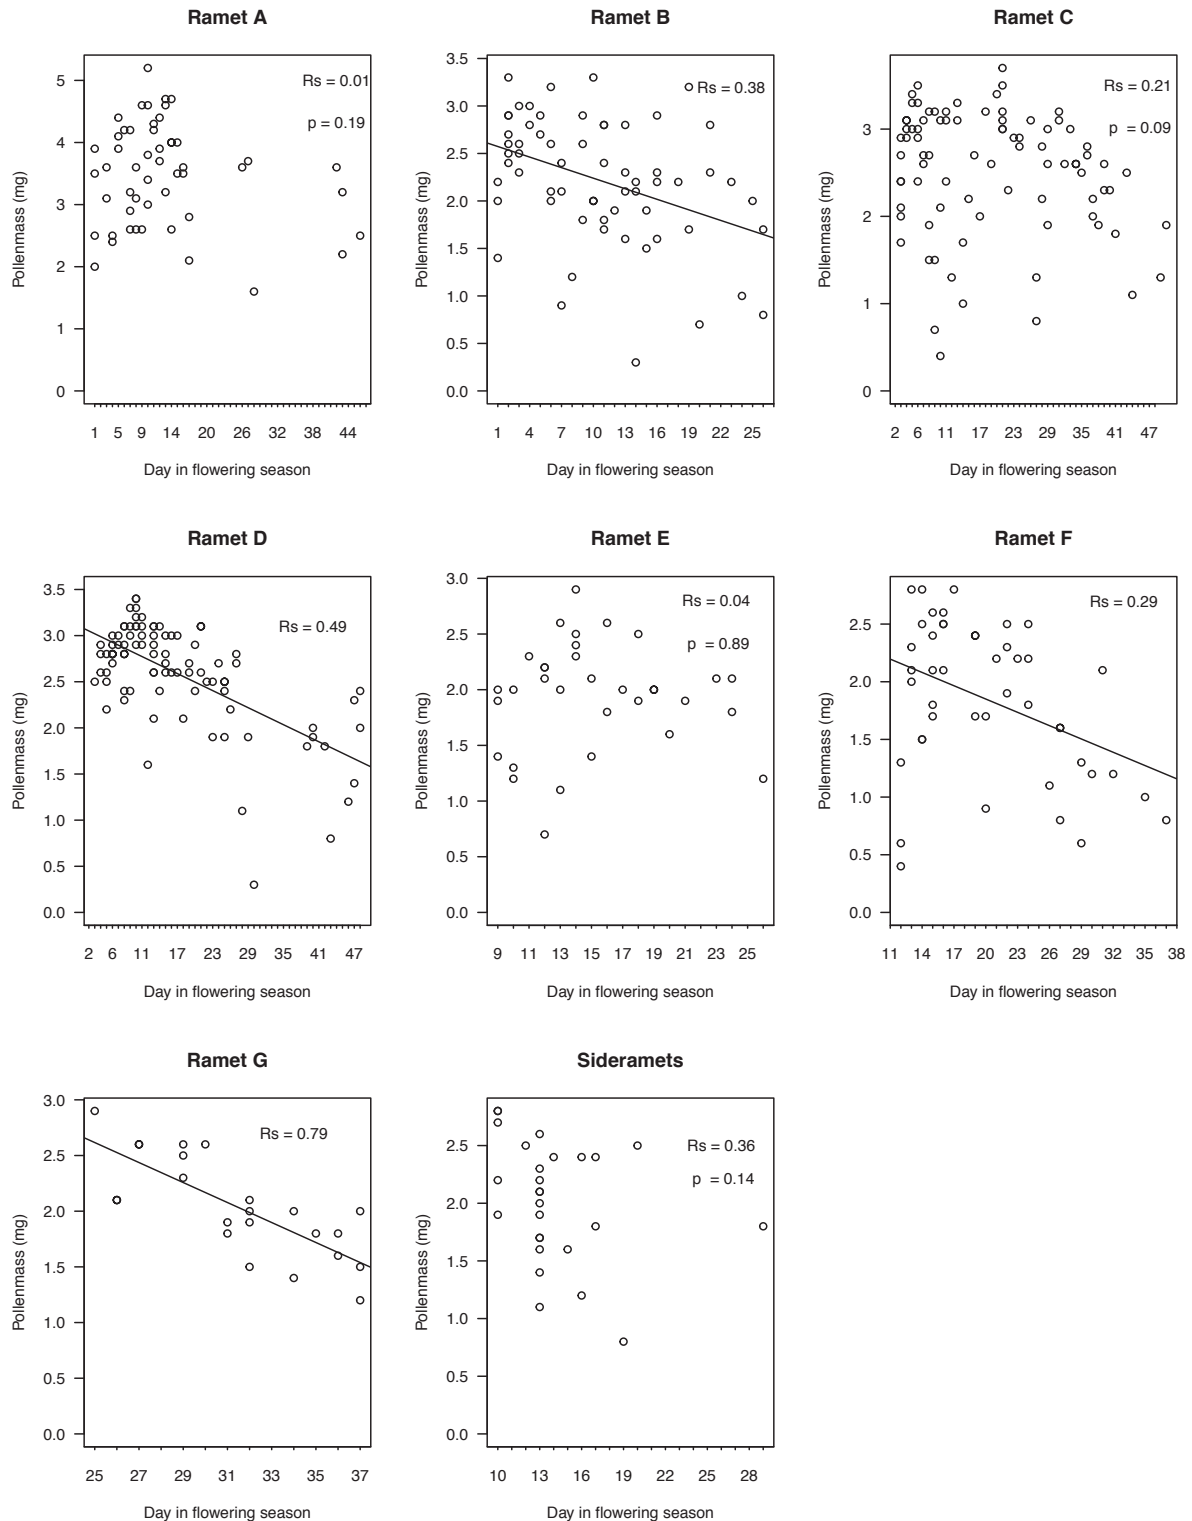 Ramet A
Ramet B
Ramet C
Pollenmass (mg)
5
4
3
2
1
0
Rs = 0.01
p = 0.19
1 5 9 14 20 26 32 38 44
Day in flowering season
Pollenmass (mg)
3.5
3.0
2.5
2.0
1.5
1.0
0.5
0.0
Rs = 0.38
1 4 7 10 13 16 19 22 25
Day in flowering season
Pollenmass (mg)
3
2
1
0
Rs = 0.21
p = 0.09
2 6 11 17 23 29 35 41 47
Day in flowering season
Ramet D
Ramet E
Ramet F
Pollenmass (mg)
3.5
3.0
2.5
2.0
1.5
1.0
0.5
0.0
Rs = 0.49
2 6 11 17 23 29 35 41 47
Day in flowering season
Pollenmass (mg)
3.0
2.5
2.0
1.5
1.0
0.5
0.0
Rs = 0.04
p = 0.89
9 11 13 15 17 19 21 23 25
Day in flowering season
Pollenmass (mg)
2.5
2.0
1.5
1.0
0.5
0.0
Rs = 0.29
11 14 17 20 23 26 29 32 35 38
Day in flowering season
Ramet G
Sideramets
Pollenmass (mg)
3.0
2.5
2.0
1.5
1.0
0.5
0.0
Rs = 0.79
25 27 29 31 33 35 37
Day in flowering season
Pollenmass (mg)
2.5
2.0
1.5
1.0
0.5
0.0
Rs = 0.36
p = 0.14
10 13 16 19 22 25 28
Day in flowering season